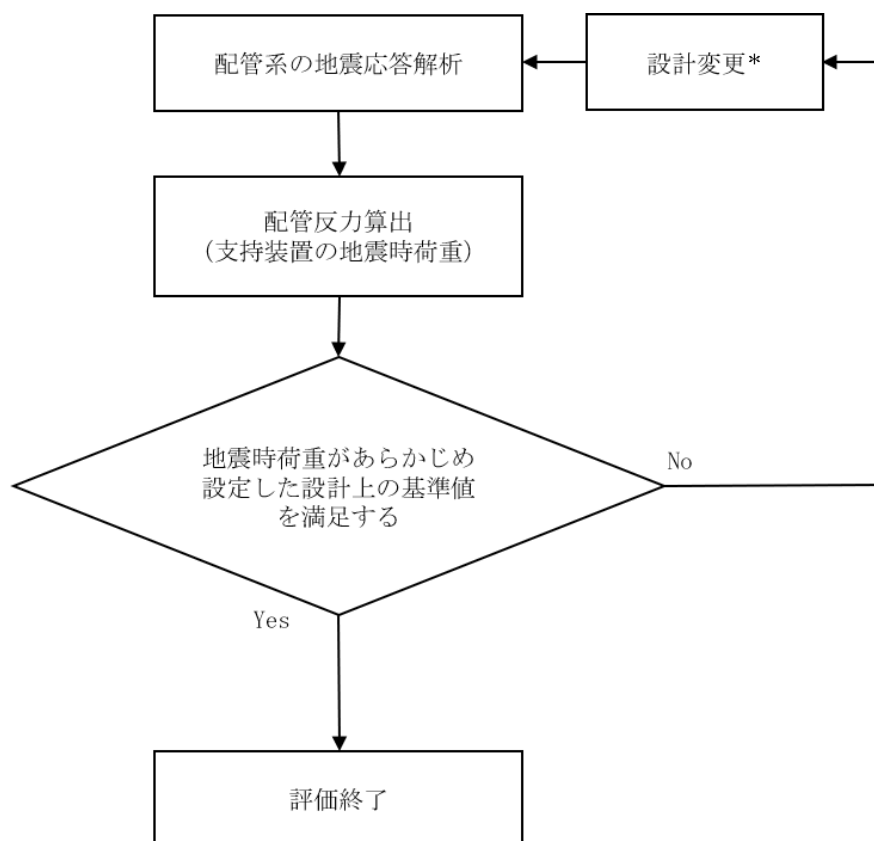 配管系の地震応答解析
設計変更*
配管反力算出
(支持装置の地震時荷重)
地震時荷重があらかじめ
設定した設計上の基準値
を満足する
No
Yes
評価終了